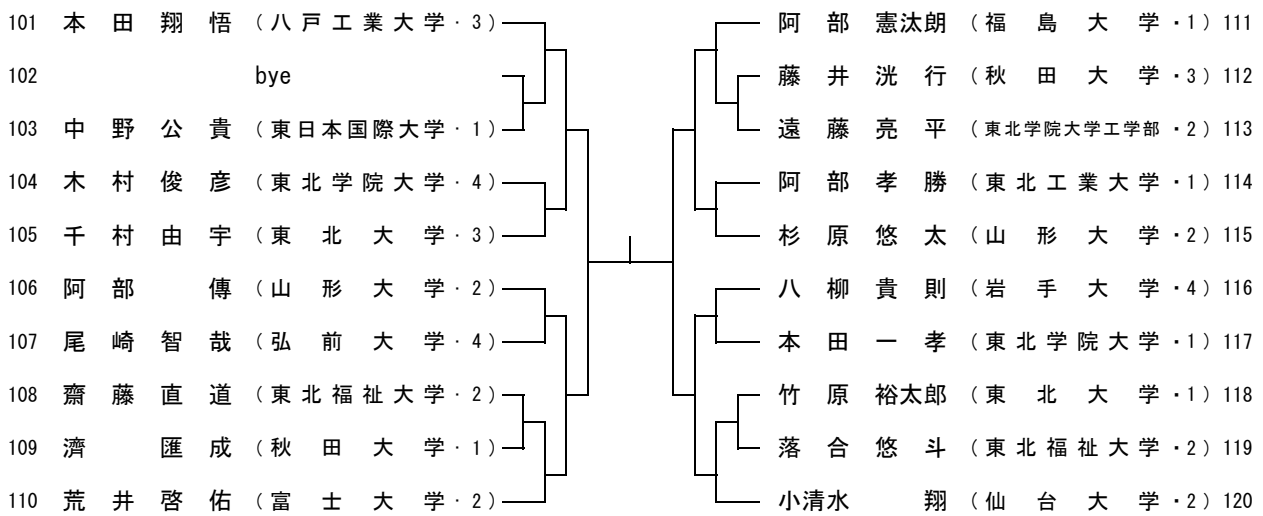 101 本田翔悟 (八戸工業大学・3)
102 bye
103 中野公貴 (東日本国際大学・1)
104 木村俊彦 (東北学院大学・4)
105 千村由宇 (東北大学・3)
106 阿部傳 (山形大学・2)
107 尾崎智哉 (弘前大学・4)
108 齋藤直道 (東北福祉大学・2)
109 濟匯成 (秋田大学・1)
110 荒井啓佑 (富士大学・2)
阿部憲汰朗 (福島大学・1) 111
藤井洸行 (秋田大学・3) 112
遠藤亮平 (東北学院大学工学部・2) 113
阿部孝勝 (東北工業大学・1) 114
杉原悠太 (山形大学・2) 115
八柳貴則 (岩手大学・4) 116
本田一孝 (東北学院大学・1) 117
竹原裕太郎 (東北大学・1) 118
落合悠斗 (東北福祉大学・2) 119
小清水翔 (仙台大学・2) 120